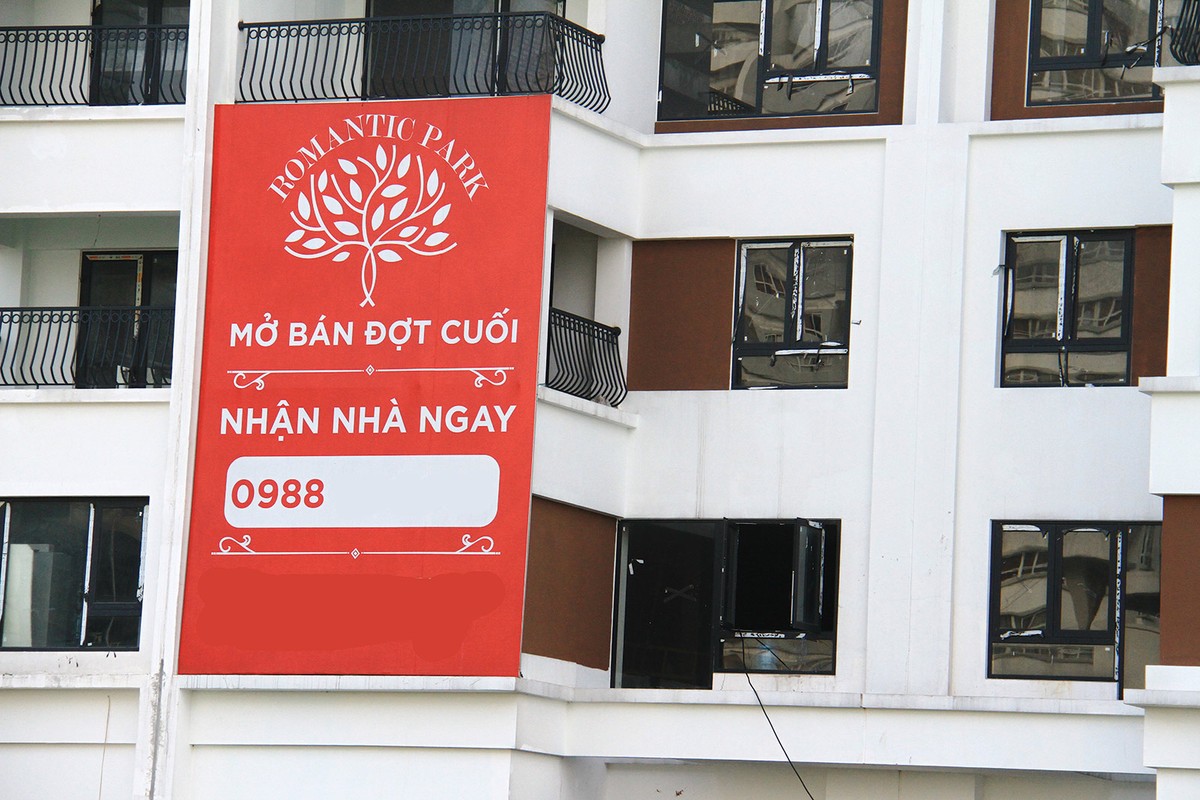 ROMANTIC PARK
MỞ BÁN ĐỢT CUỐI
NHẬN NHÀ NGAY
0988